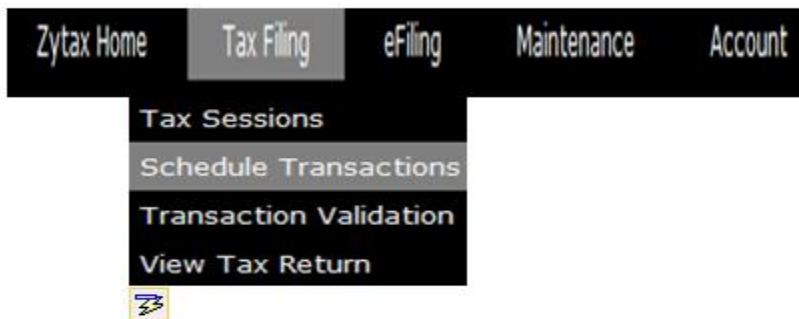 Zytax Home Tax Filing eFiling Maintenance Account
Tax Sessions
Schedule Transactions
Transaction Validation
View Tax Return